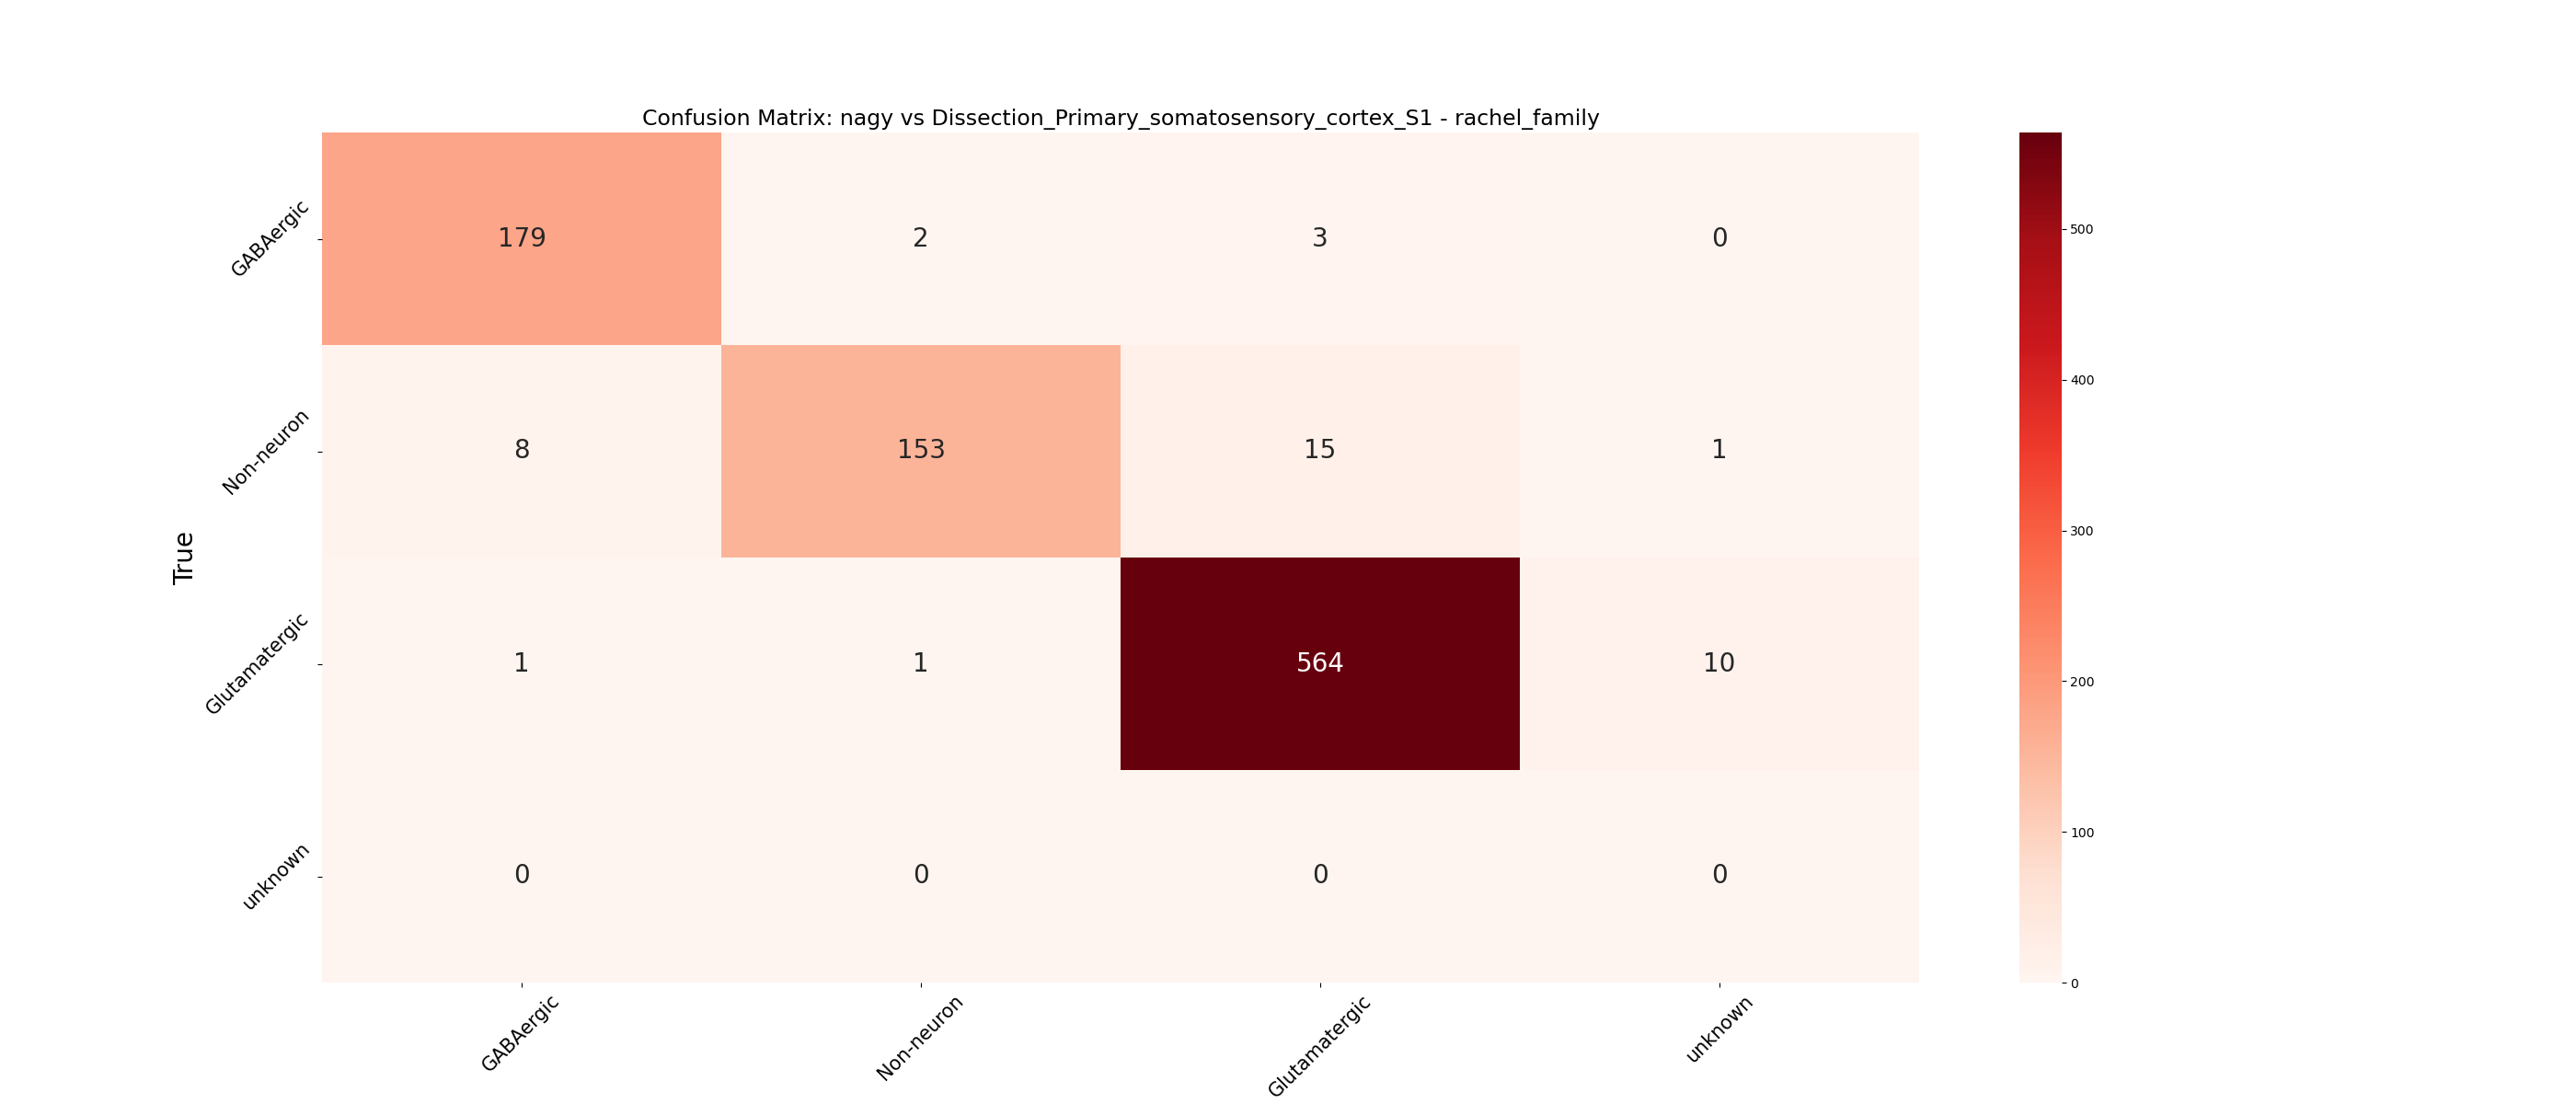 Confusion Matrix: nagy vs Dissection_Primary_somatosensory_cortex_S1 - rachel_family
True
GABAergic
179 2 3 0
Non-neuron
8 153 15 1
Glutamatergic
1 1 564 10
unknown
0 0 0 0
GABAergic Non-neuron Glutamatergic unknown
500
400
300
200
100
0